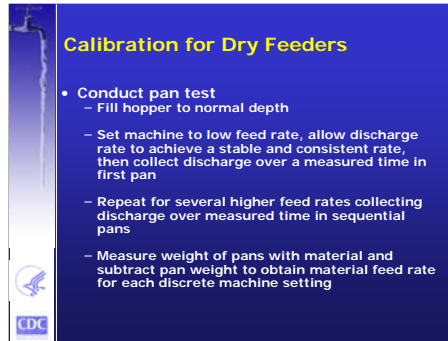 Calibration for Dry Feeders
• Conduct pan test
– Fill hopper to normal depth
– Set machine to low feed rate, allow discharge
rate to achieve a stable and consistent rate,
then collect discharge over a measured time in
first pan
– Repeat for several higher feed rates collecting
discharge over measured time in sequential
pans
– Measure weight of pans with material and
subtract pan weight to obtain material feed rate
for each discrete machine setting
CDC